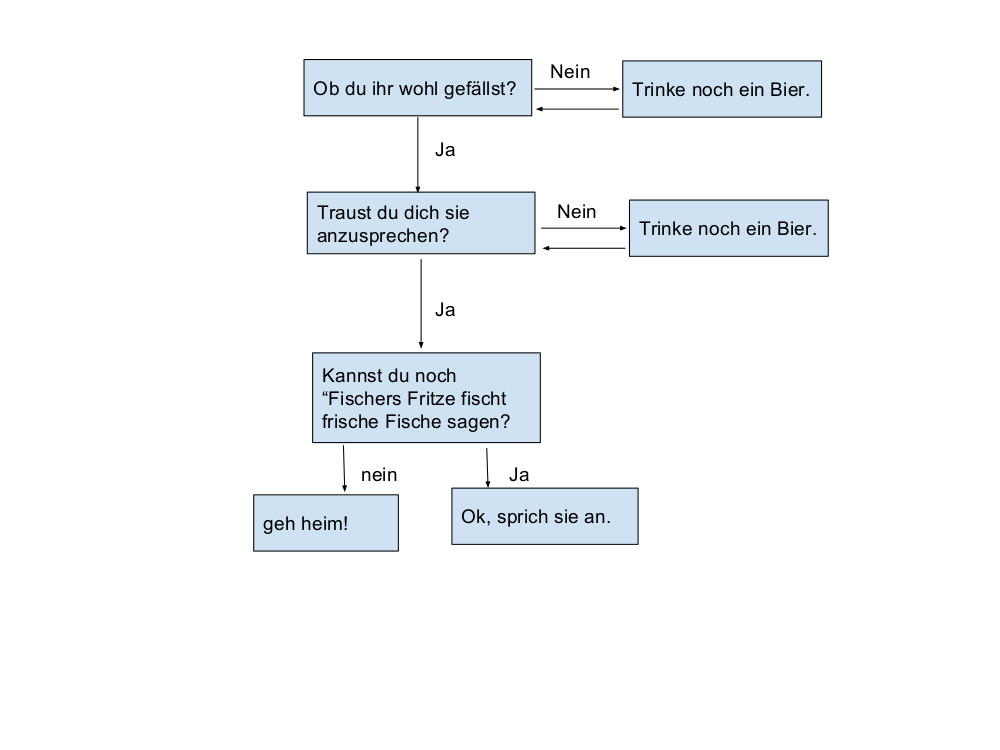 Ob du ihr wohl gefällst?
Nein
Trinke noch ein Bier.
Ja
Traust du dich sie
anzusprechen?
Nein
Trinke noch ein Bier.
Ja
Kannst du noch
“Fischers Fritze fischt
frische Fische sagen?
nein
Ja
geh heim!
Ok, sprich sie an.